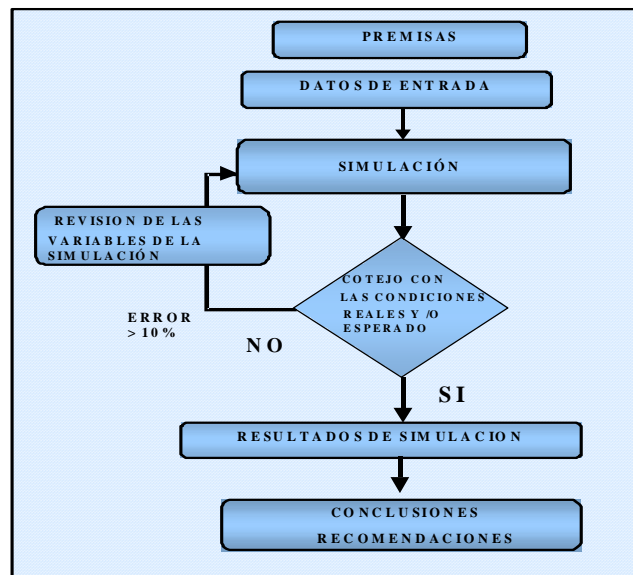 PREMISAS
DATOS DE ENTRADA
SIMULACIÓN
REVISION DE LAS
VARIABLES DE LA
SIMULACIÓN
COTEJO CON
LAS CONDICIONES
REALES Y /O
ESPERADO
ERROR
> 10%
NO
SI
RESULTADOS DE SIMULACION
CONCLUSIONES
RECOMENDACIONES